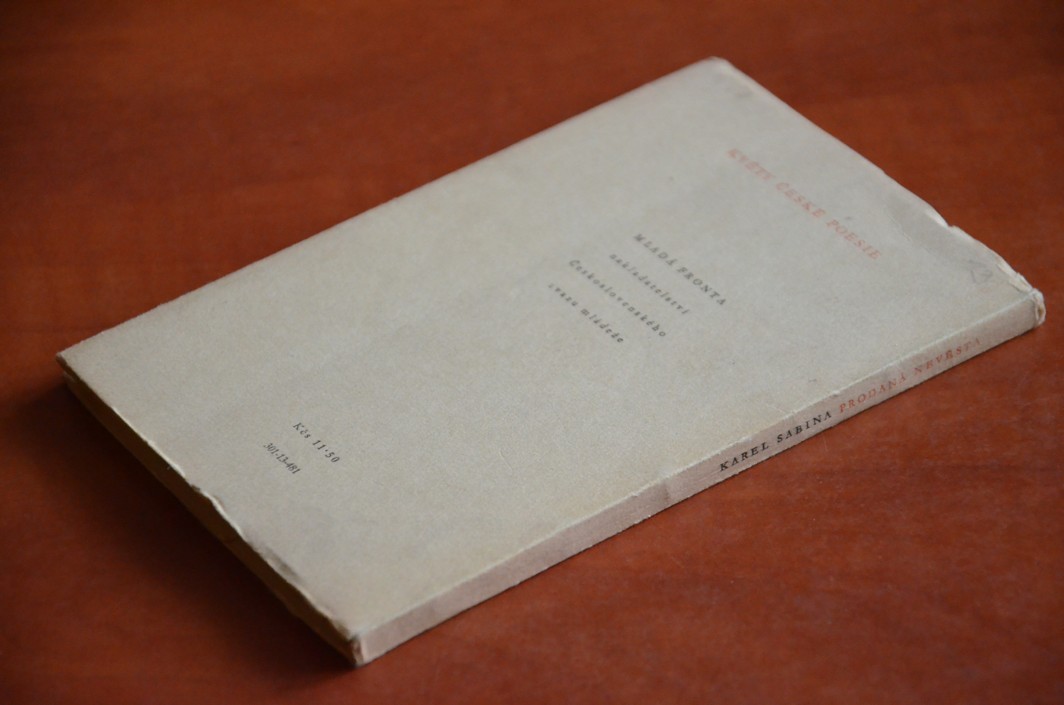 KVĚTY ČESKÉ POESIE
MLADÁ FRONTA
nakladatelství
Československého
svazu mládeže
Kčs 11·50
301-13-481
KAREL SABINA PRODANÁ NEVĚSTA